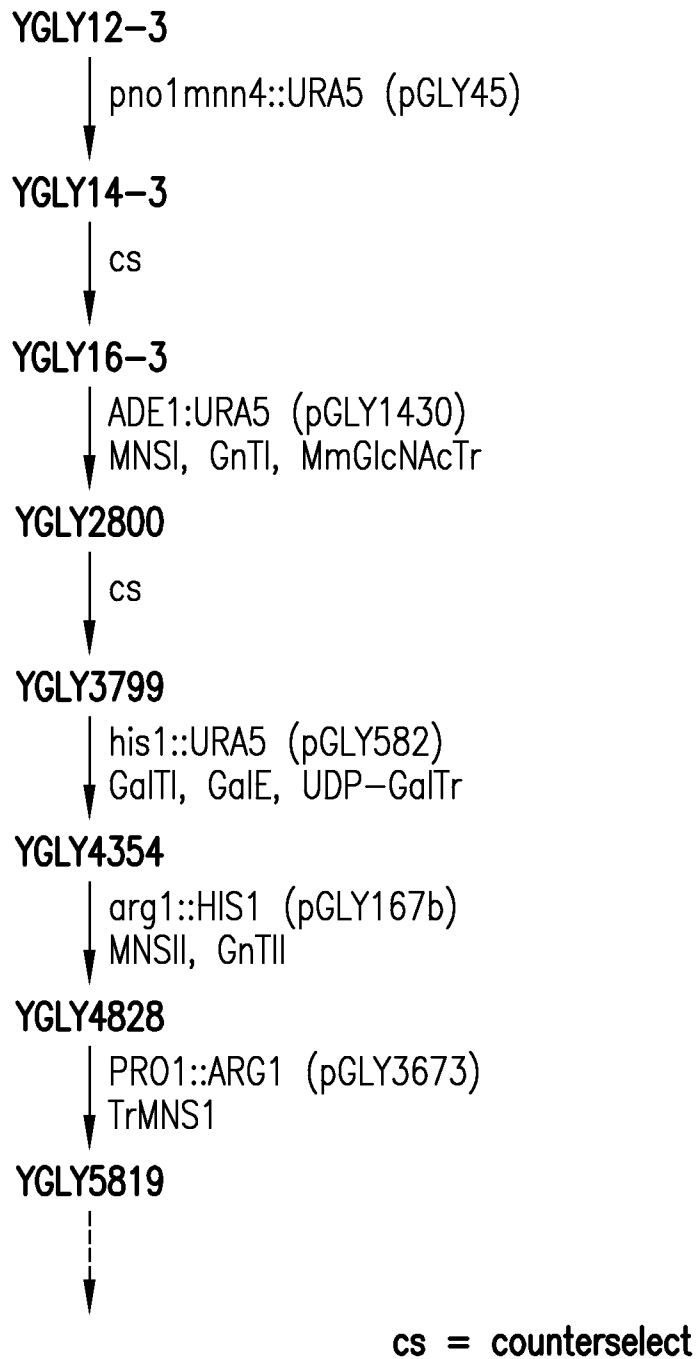 YGLY12-3
pno1mnn4::URA5 (pGLY45)
YGLY14-3
cs
YGLY16-3
ADE1:URA5 (pGLY1430)
MNSI, GnTI, MmGlcNAcTr
YGLY2800
cs
YGLY3799
his1::URA5 (pGLY582)
GalTI, GalE, UDP-GalTr
YGLY4354
arg1::HIS1 (pGLY167b)
MNSII, GnTII
YGLY4828
PRO1::ARG1 (pGLY3673)
TrMNS1
YGLY5819
cs = counterselect